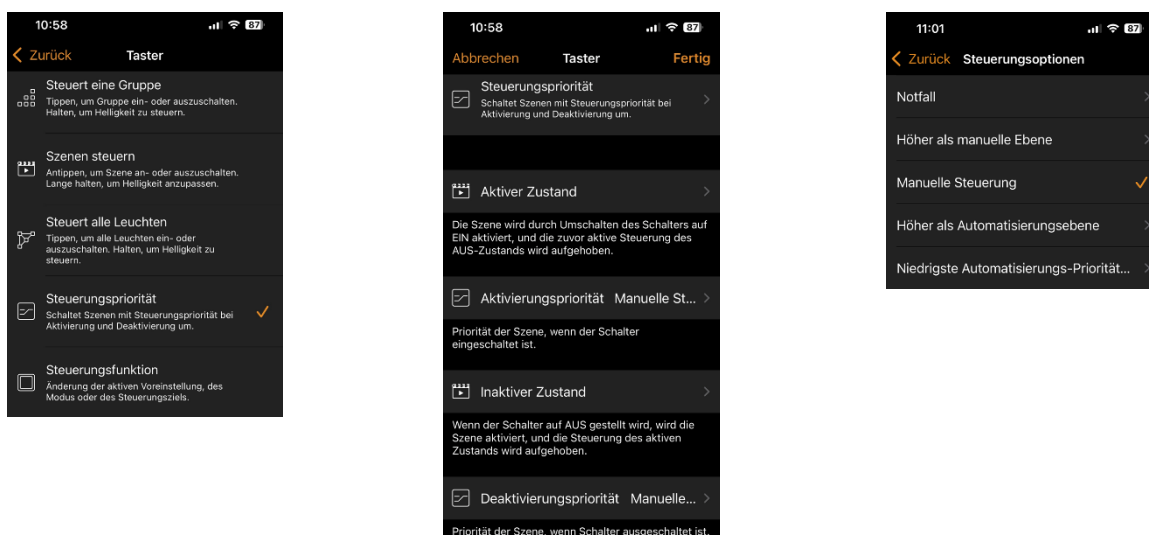 10:58
87
Zurück
Taster
Steuert eine Gruppe
Tippen, um Gruppe ein- oder auszuschalten.
Halten, um Helligkeit zu steuern.
Szenen steuern
Antippen, um Szene an- oder auszuschalten.
Lange halten, um Helligkeit anzupassen.
Steuert alle Leuchten
Tippen, um alle Leuchten ein- oder
auszuschalten. Halten, um Helligkeit zu
steuern.
Steuerungspriorität
Schaltet Szenen mit Steuerungspriorität bei
Aktivierung und Deaktivierung um.
Steuerungsfunktion
Änderung der aktiven Voreinstellung, des
Modus oder des Steuerungsziels.
10:58
87
Abbrechen
Taster
Fertig
Steuerungspriorität
Schaltet Szenen mit Steuerungspriorität bei
Aktivierung und Deaktivierung um.
Aktiver Zustand
Die Szene wird durch Umschalten des Schalters auf
EIN aktiviert, und die zuvor aktive Steuerung des
AUS-Zustands wird aufgehoben.
Aktivierungspriorität Manuelle St...
Priorität der Szene, wenn der Schalter
eingeschaltet ist.
Inaktiver Zustand
Wenn der Schalter auf AUS gestellt wird, wird die
Szene aktiviert, und die Steuerung des aktiven
Zustands wird aufgehoben.
Deaktivierungspriorität Manuelle...
Priorität der Szene, wenn Schalter ausgeschaltet ist.
11:01
87
Zurück
Steuerungsoptionen
Notfall
Höher als manuelle Ebene
Manuelle Steuerung
Höher als Automatisierungsebene
Niedrigste Automatisierungs-Priorität...